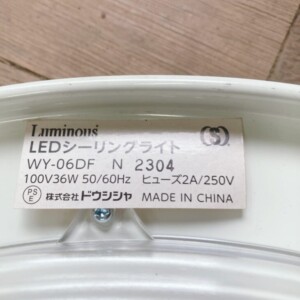 Luminous
LEDシーリングライト
WY-06DF N 2304
100V36W 50/60Hz ヒューズ2A/250V
PS
E
株式会社 ドウシシャ MADE IN CHINA